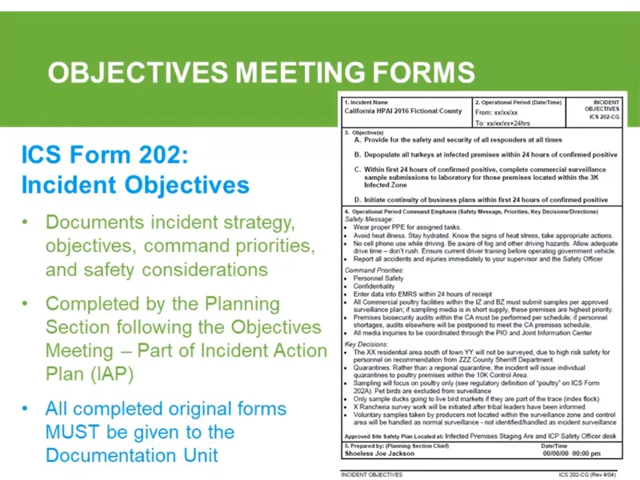 OBJECTIVES MEETING FORMS
ICS Form 202:
Incident Objectives
• Documents incident strategy,
objectives, command priorities,
and safety considerations
• Completed by the Planning
Section following the Objectives
Meeting – Part of Incident Action
Plan (IAP)
• All completed original forms
MUST be given to the
Documentation Unit
1. Incident Name
California HPAI 2016 Fictional County
2. Operational Period (Date/Time)
From: xx/xx/xx
To: xx/xx/xx+24hrs
INCIDENT
OBJECTIVES
ICS 202-CG
3. Objective(s)
A. Provide for the safety and security of all responders at all times
B. Depopulate all turkeys at infected premises within 24 hours of confirmed positive
C. Within first 24 hours of confirmed positive, complete commercial surveillance
sample submissions to laboratory for those premises located within the 3K
Infected Zone
D. Initiate continuity of business plans within first 24 hours of confirmed positive
4. Operational Period Command Emphasis (Safety Message, Priorities, Key Decisions/Directions)
Safety Message:
• Wear proper PPE for assigned tasks.
• Avoid heat illness. Stay hydrated. Know the signs of heat stress, take appropriate actions.
• No cell phone use while driving. Be aware of fog and other driving hazards. Allow adequate
drive time – don't rush. Ensure current driver training before operating government vehicle.
• Report all accidents and injuries immediately to your supervisor and the Safety Officer
Command Priorities:
• Personnel Safety
• Confidentiality
• Enter data into EMRS within 24 hours of receipt
• All Commercial poultry facilities within the IZ and BZ must submit samples per approved
surveillance plan; if sampling media is in short supply, these premises are highest priority.
• Premises biosecurity audits within the CA must be performed per schedule; if personnel
shortages, audits elsewhere will be postponed to meet the CA premises schedule.
• All media inquiries to be coordinated through the PIO and Joint Information Center
Key Decisions:
• The XX residential area south of town YY will not be surveyed, due to high risk safety for
personnel on recommendation from ZZZ County Sheriff Department.
• Quarantines: Rather than a regional quarantine, the incident will issue individual
quarantines to poultry premises within the 10K Control Area.
• Sampling will focus on poultry only (see regulatory definition of "poultry" on ICS Form
202A). Pet birds are excluded from surveillance
• Only sample ducks going to live bird markets if they are part of the trace (index flock)
• X Rancheria survey work will be initiated after tribal leaders have been informed.
• Voluntary samples taken by producers not located within the surveillance zone and control
area will be handled as normal surveillance - not identified/handled as incident surveillance
Approved Site Safety Plan Located at: Infected Premises Staging Are and ICP Safety Officer desk
5. Prepared by: (Planning Section Chief)
Shoeless Joe Jackson
Date/Time
00/00/00 00:00 pm
INCIDENT OBJECTIVES
ICS 202-CG (Rev 4/04)